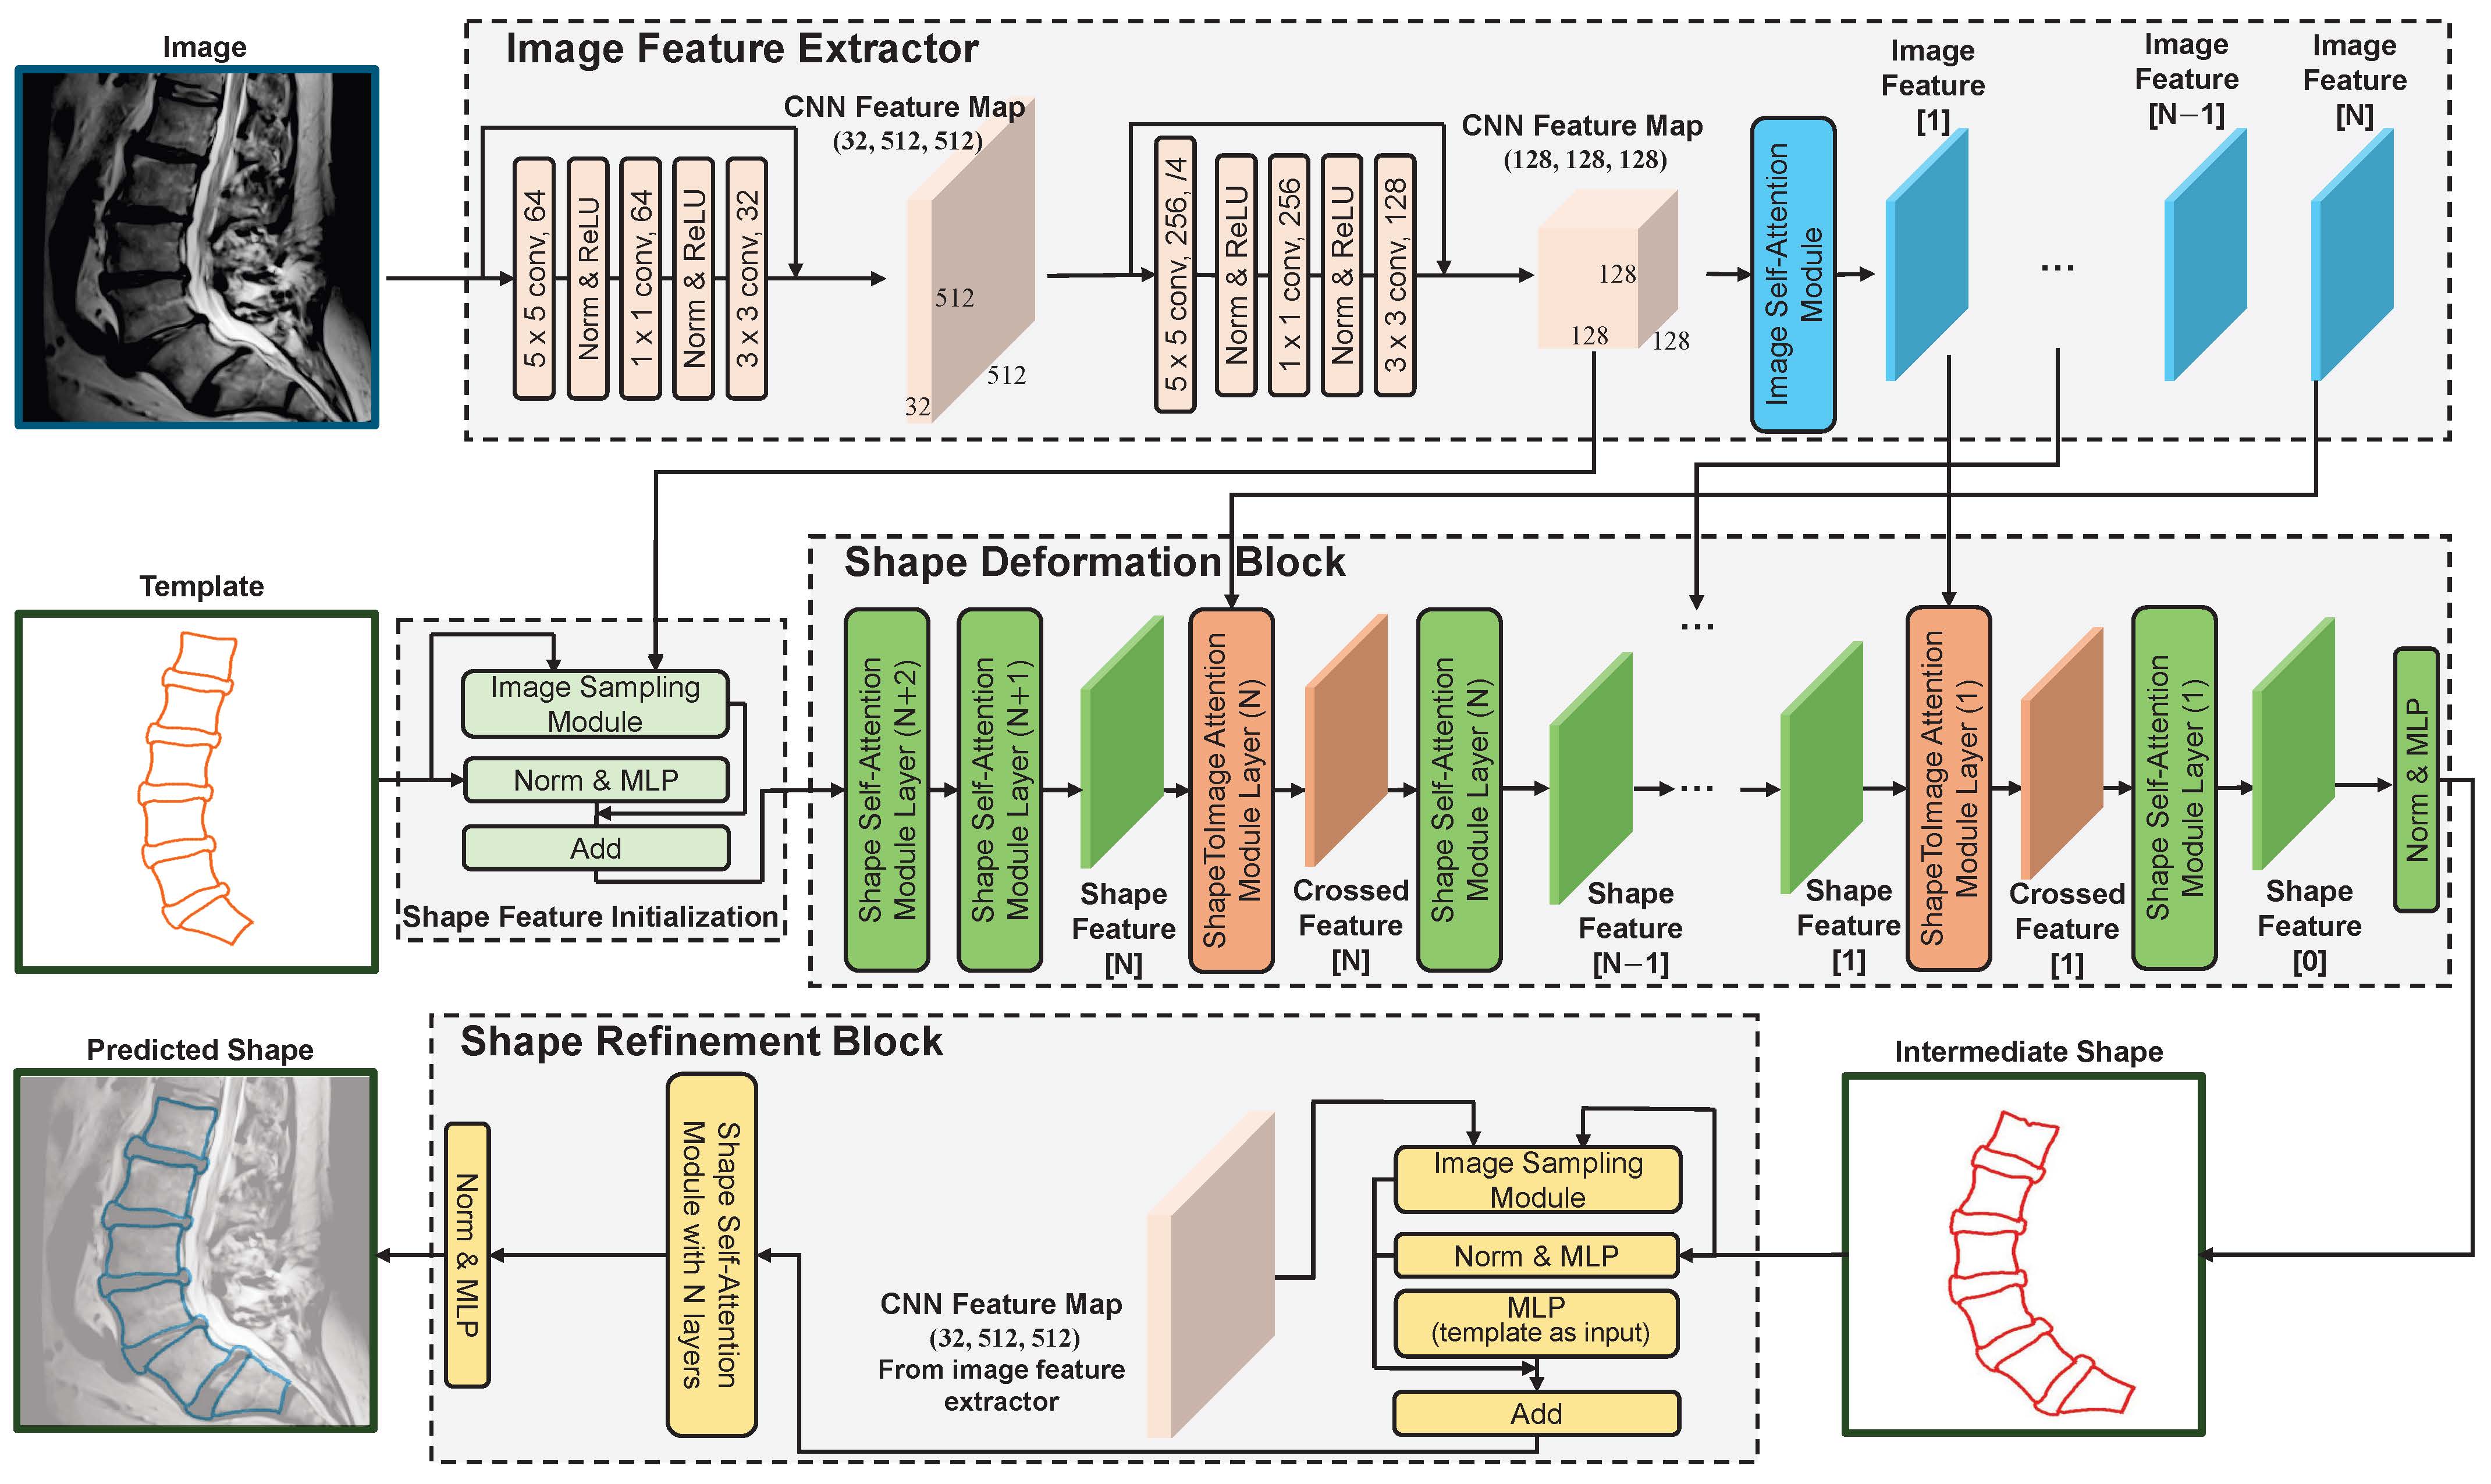 Image
Image Feature Extractor
CNN Feature Map
(32, 512, 512)
5 x 5 conv, 64
Norm & ReLU
1 x 1 conv, 64
Norm & ReLU
3 x 3 conv, 32
512
512
32
5 x 5 conv, 256, /4
Norm & ReLU
1 x 1 conv, 256
Norm & ReLU
3 x 3 conv, 128
CNN Feature Map
(128, 128, 128)
128
128
128
Image Self-Attention
Module
Image
Feature
[1]
...
Image
Feature
[N−1]
Image
Feature
[N]
Template
Image Sampling
Module
Norm & MLP
Add
Shape Feature Initialization
Shape Deformation Block
Shape Self-Attention
Module Layer (N+2)
Shape Self-Attention
Module Layer (N+1)
Shape
Feature
[N]
ShapeToImage Attention
Module Layer (N)
Crossed
Feature
[N]
Shape Self-Attention
Module Layer (N)
Shape
Feature
[N−1]
...
...
Shape
Feature
[1]
ShapeToImage Attention
Module Layer (1)
Crossed
Feature
[1]
Shape Self-Attention
Module Layer (1)
Shape
Feature
[0]
Norm & MLP
Predicted Shape
Shape Refinement Block
Norm & MLP
Shape Self-Attention
Module with N layers
CNN Feature Map
(32, 512, 512)
From image feature
extractor
Image Sampling
Module
Norm & MLP
MLP
(template as input)
Add
Intermediate Shape